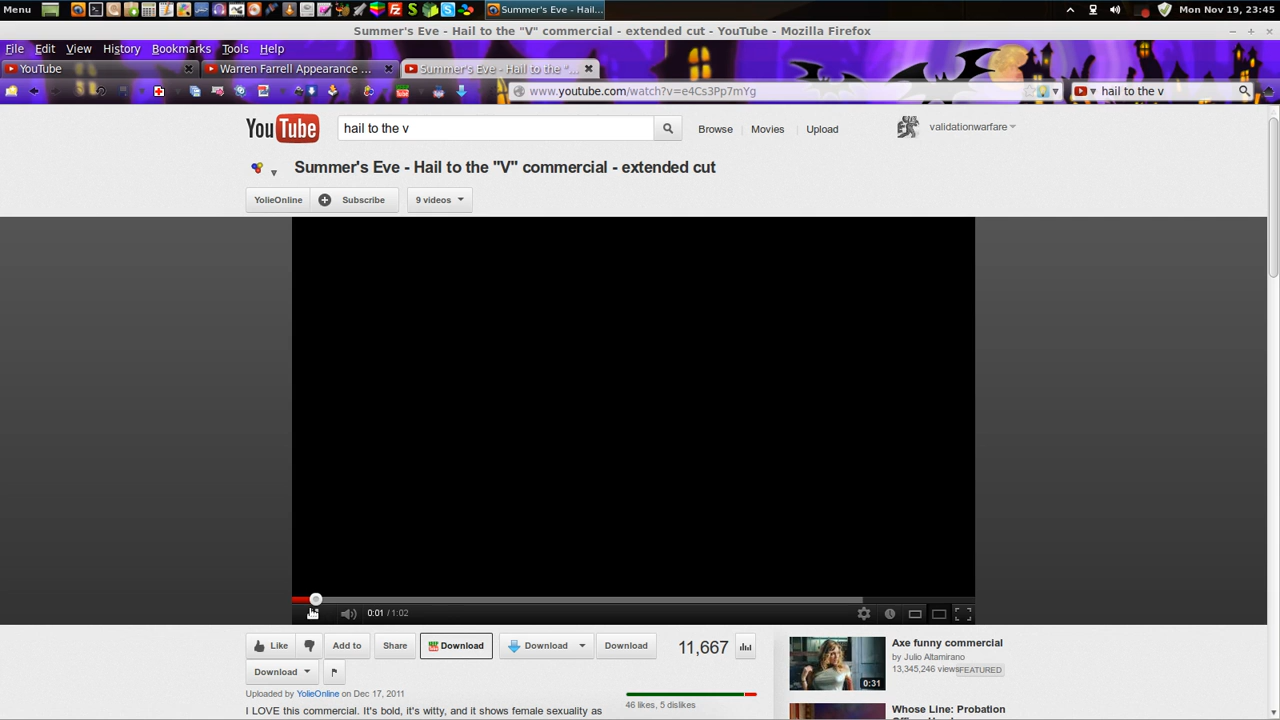 Menu Summer's Eve - Hail... Mon Nov 19, 23:45
Summer's Eve - Hail to the "V" commercial - extended cut - YouTube - Mozilla Firefox
File Edit View History Bookmarks Tools Help
YouTube Warren Farrell Appearance ... Summer's Eve - Hail to the "...
www.youtube.com/watch?v=e4Cs3Pp7mYg hail to the v
YouTube hail to the v Browse Movies Upload validationwarfare
Summer's Eve - Hail to the "V" commercial - extended cut
YolieOnline Subscribe 9 videos
0:01 / 1:02
Like Add to Share Download Download Download 11,667
Download
Uploaded by YolieOnline on Dec 17, 2011
46 likes, 5 dislikes
I LOVE this commercial. It's bold, it's witty, and it shows female sexuality as
Axe funny commercial
by Julio Altamirano
13,345,246 views FEATURED
0:31
Whose Line: Probation